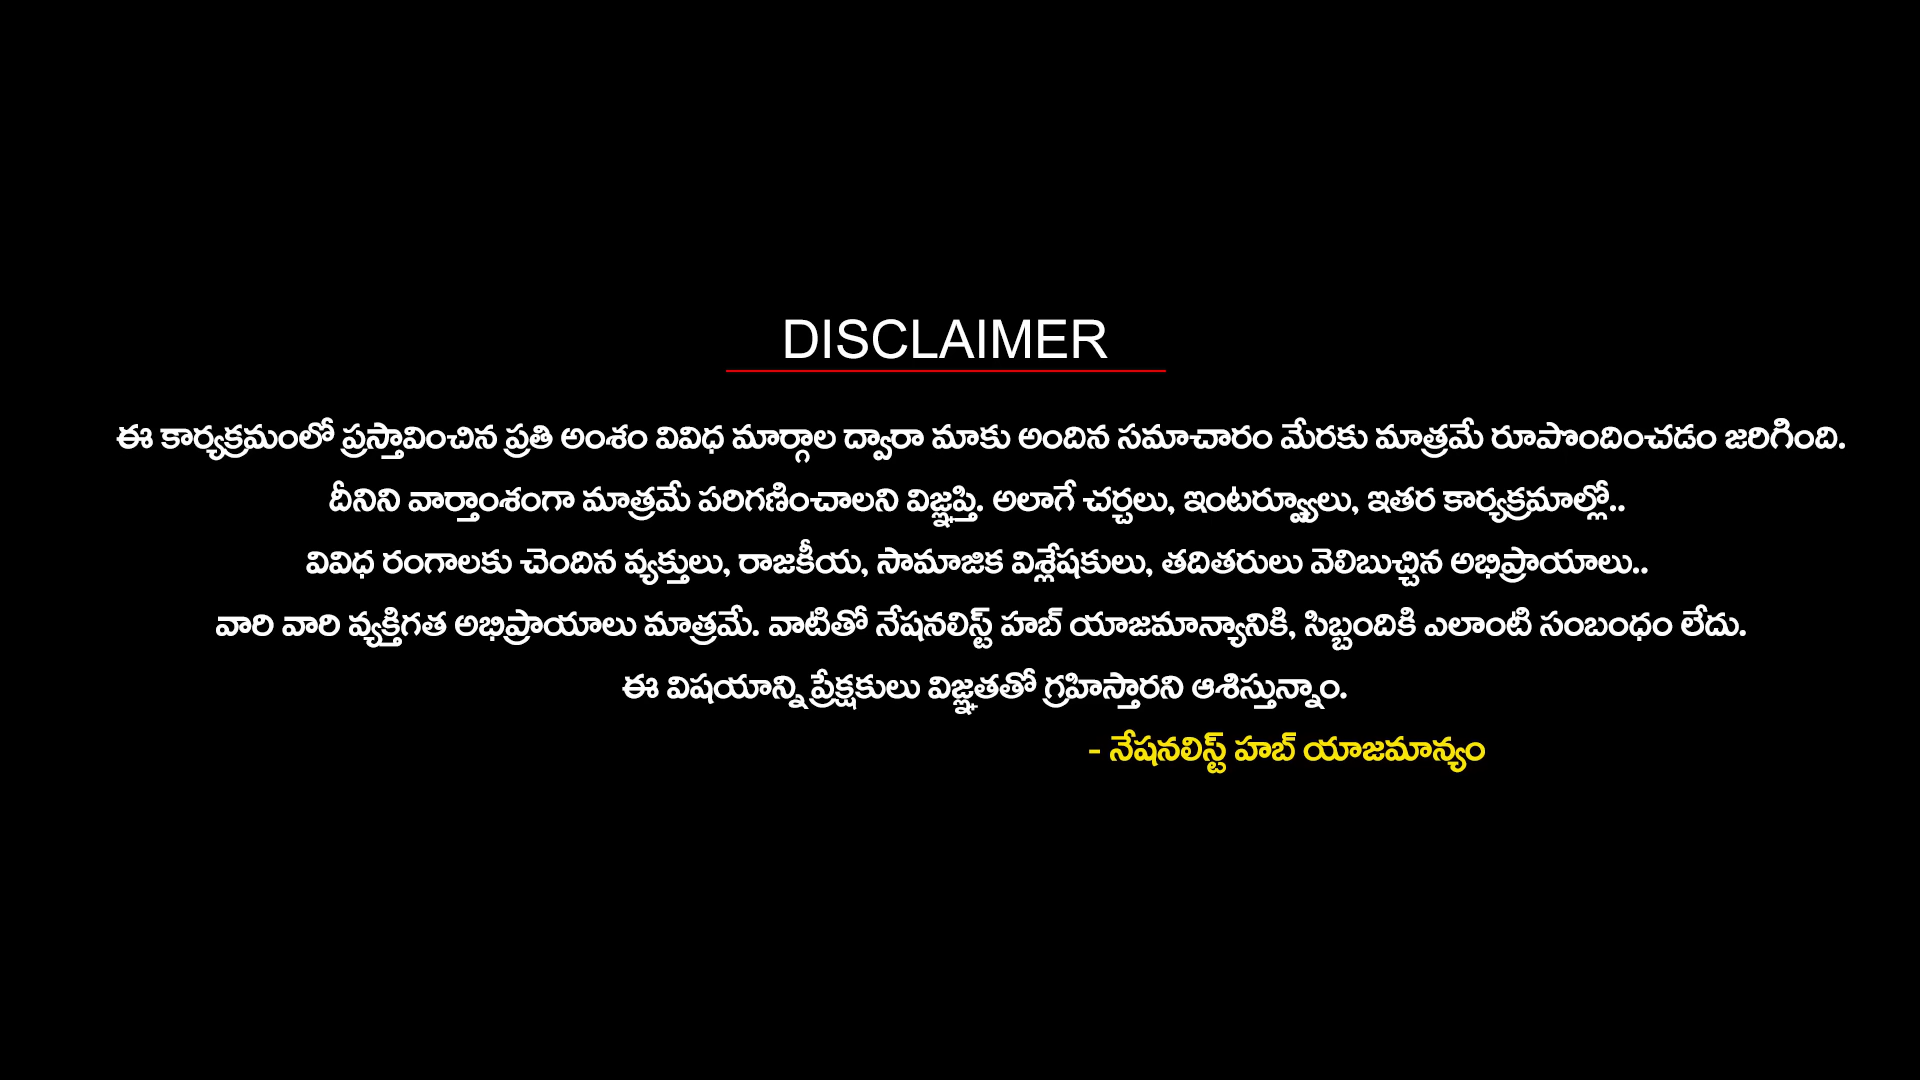 DISCLAIMER
ఈ కార్యక్రమంలో ప్రస్తావించిన ప్రతి అంశం వివిధ మార్గాల ద్వారా మాకు అందిన సమాచారం మేరకు మాత్రమే రూపొందించడం జరిగింది.
దీనిని వార్తాంశంగా మాత్రమే పరిగణించాలని విజ్ఞప్తి. అలాగే చర్చలు, ఇంటర్వ్యూలు, ఇతర కార్యక్రమాల్లో..
వివిధ రంగాలకు చెందిన వ్యక్తులు, రాజకీయ, సామాజిక విశ్లేషకులు, తదితరులు వెలిబుచ్చిన అభిప్రాయాలు..
వారి వారి వ్యక్తిగత అభిప్రాయాలు మాత్రమే. వాటితో నేషనలిస్ట్ హబ్ యాజమాన్యానికి, సిబ్బందికి ఎలాంటి సంబంధం లేదు.
ఈ విషయాన్ని ప్రేక్షకులు విజ్ఞతతో గ్రహిస్తారని ఆశిస్తున్నాం.
- నేషనలిస్ట్ హబ్ యాజమాన్యం